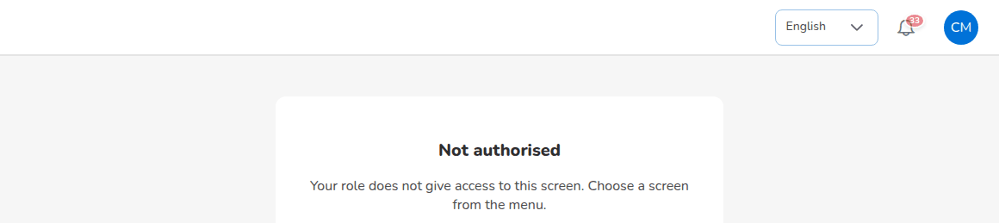 English
33
CM
Not authorised
Your role does not give access to this screen. Choose a screen
from the menu.